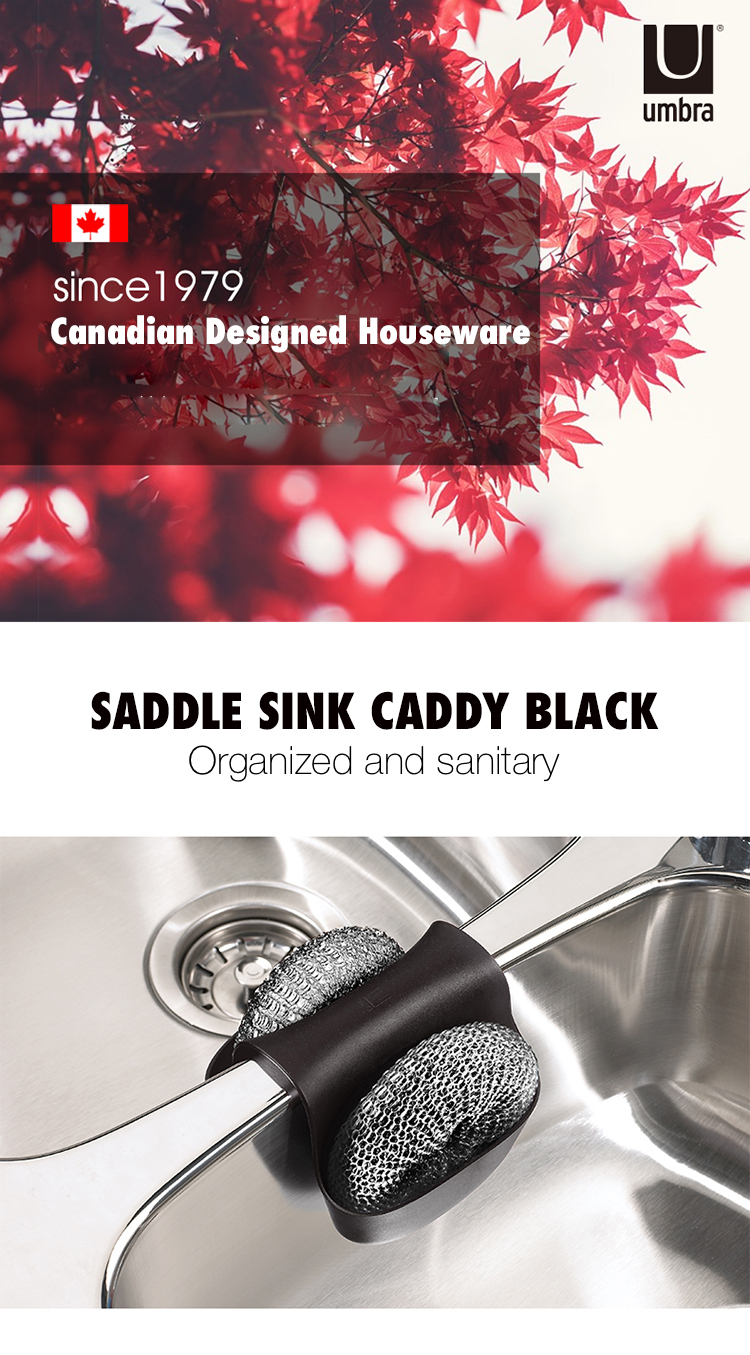 U®
umbra
since1979
Canadian Designed Houseware
SADDLE SINK CADDY BLACK
Organized and sanitary